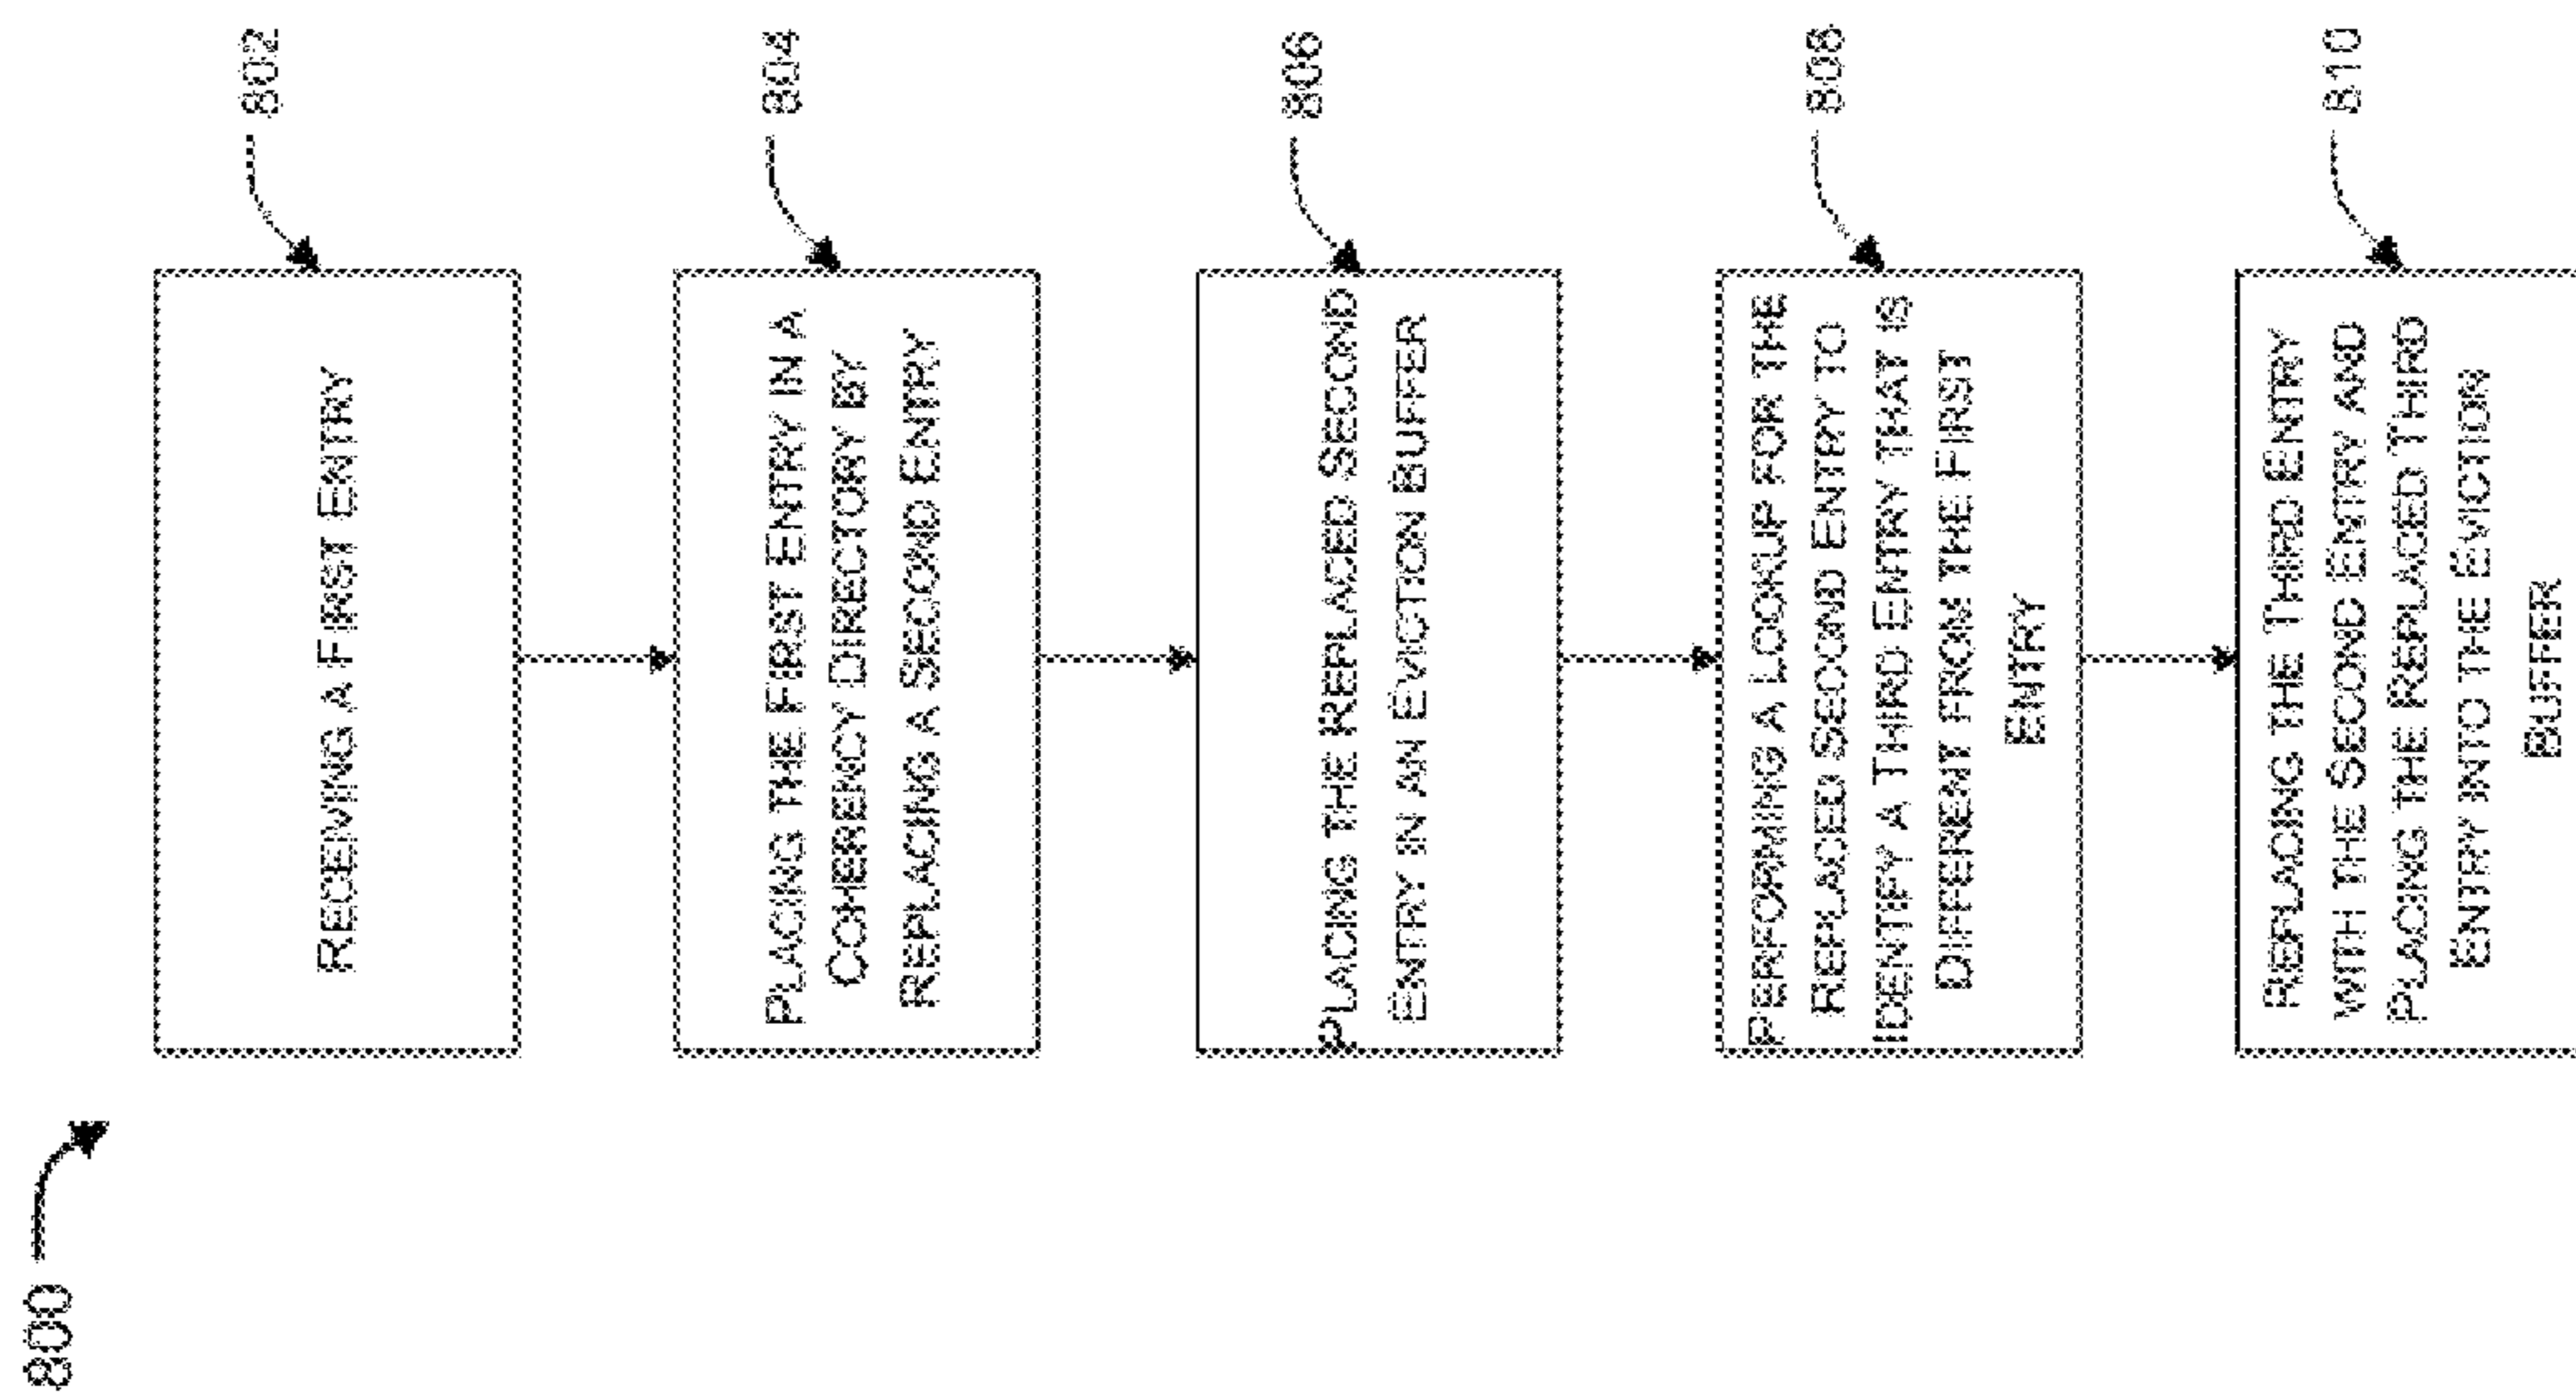 800
802
RECEIVING A FIRST ENTRY
804
PLACING THE FIRST ENTRY IN A
COHERENCY DIRECTORY BY
REPLACING A SECOND ENTRY
806
PLACING THE REPLACED SECOND
ENTRY IN AN EVICTION BUFFER
808
PERFORMING A LOOKUP FOR THE
REPLACED SECOND ENTRY TO
IDENTIFY A THIRD ENTRY THAT IS
DIFFERENT FROM THE FIRST
ENTRY
810
REPLACING THE THIRD ENTRY
WITH THE SECOND ENTRY AND
PLACING THE REPLACED THIRD
ENTRY INTO THE EVICTION
BUFFER